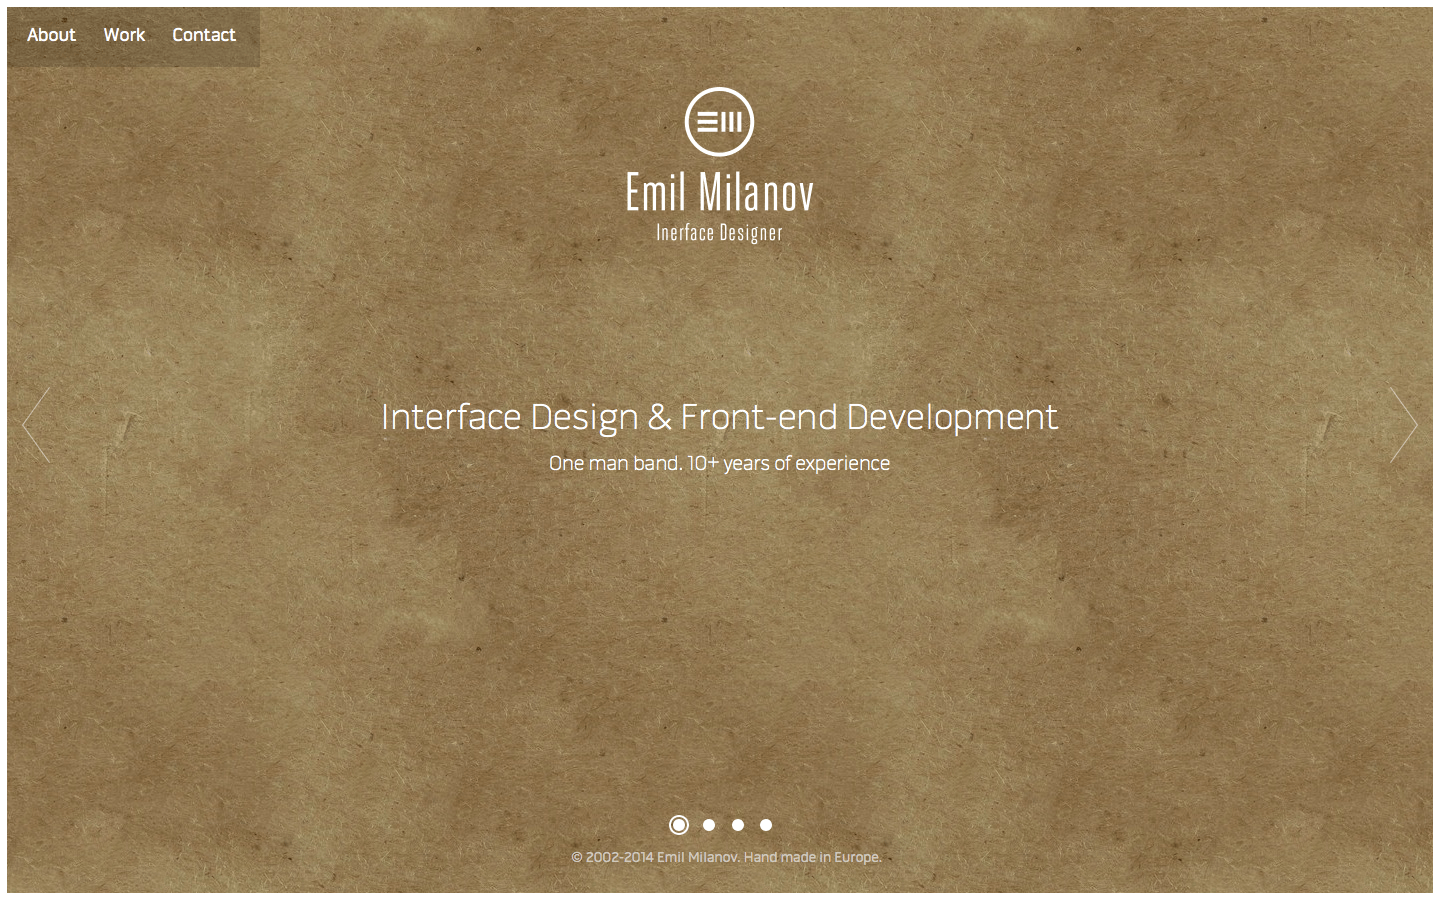 About Work Contact
Emil Milanov
Inerface Designer
Interface Design & Front-end Development
One man band. 10+ years of experience
© 2002-2014 Emil Milanov. Hand made in Europe.